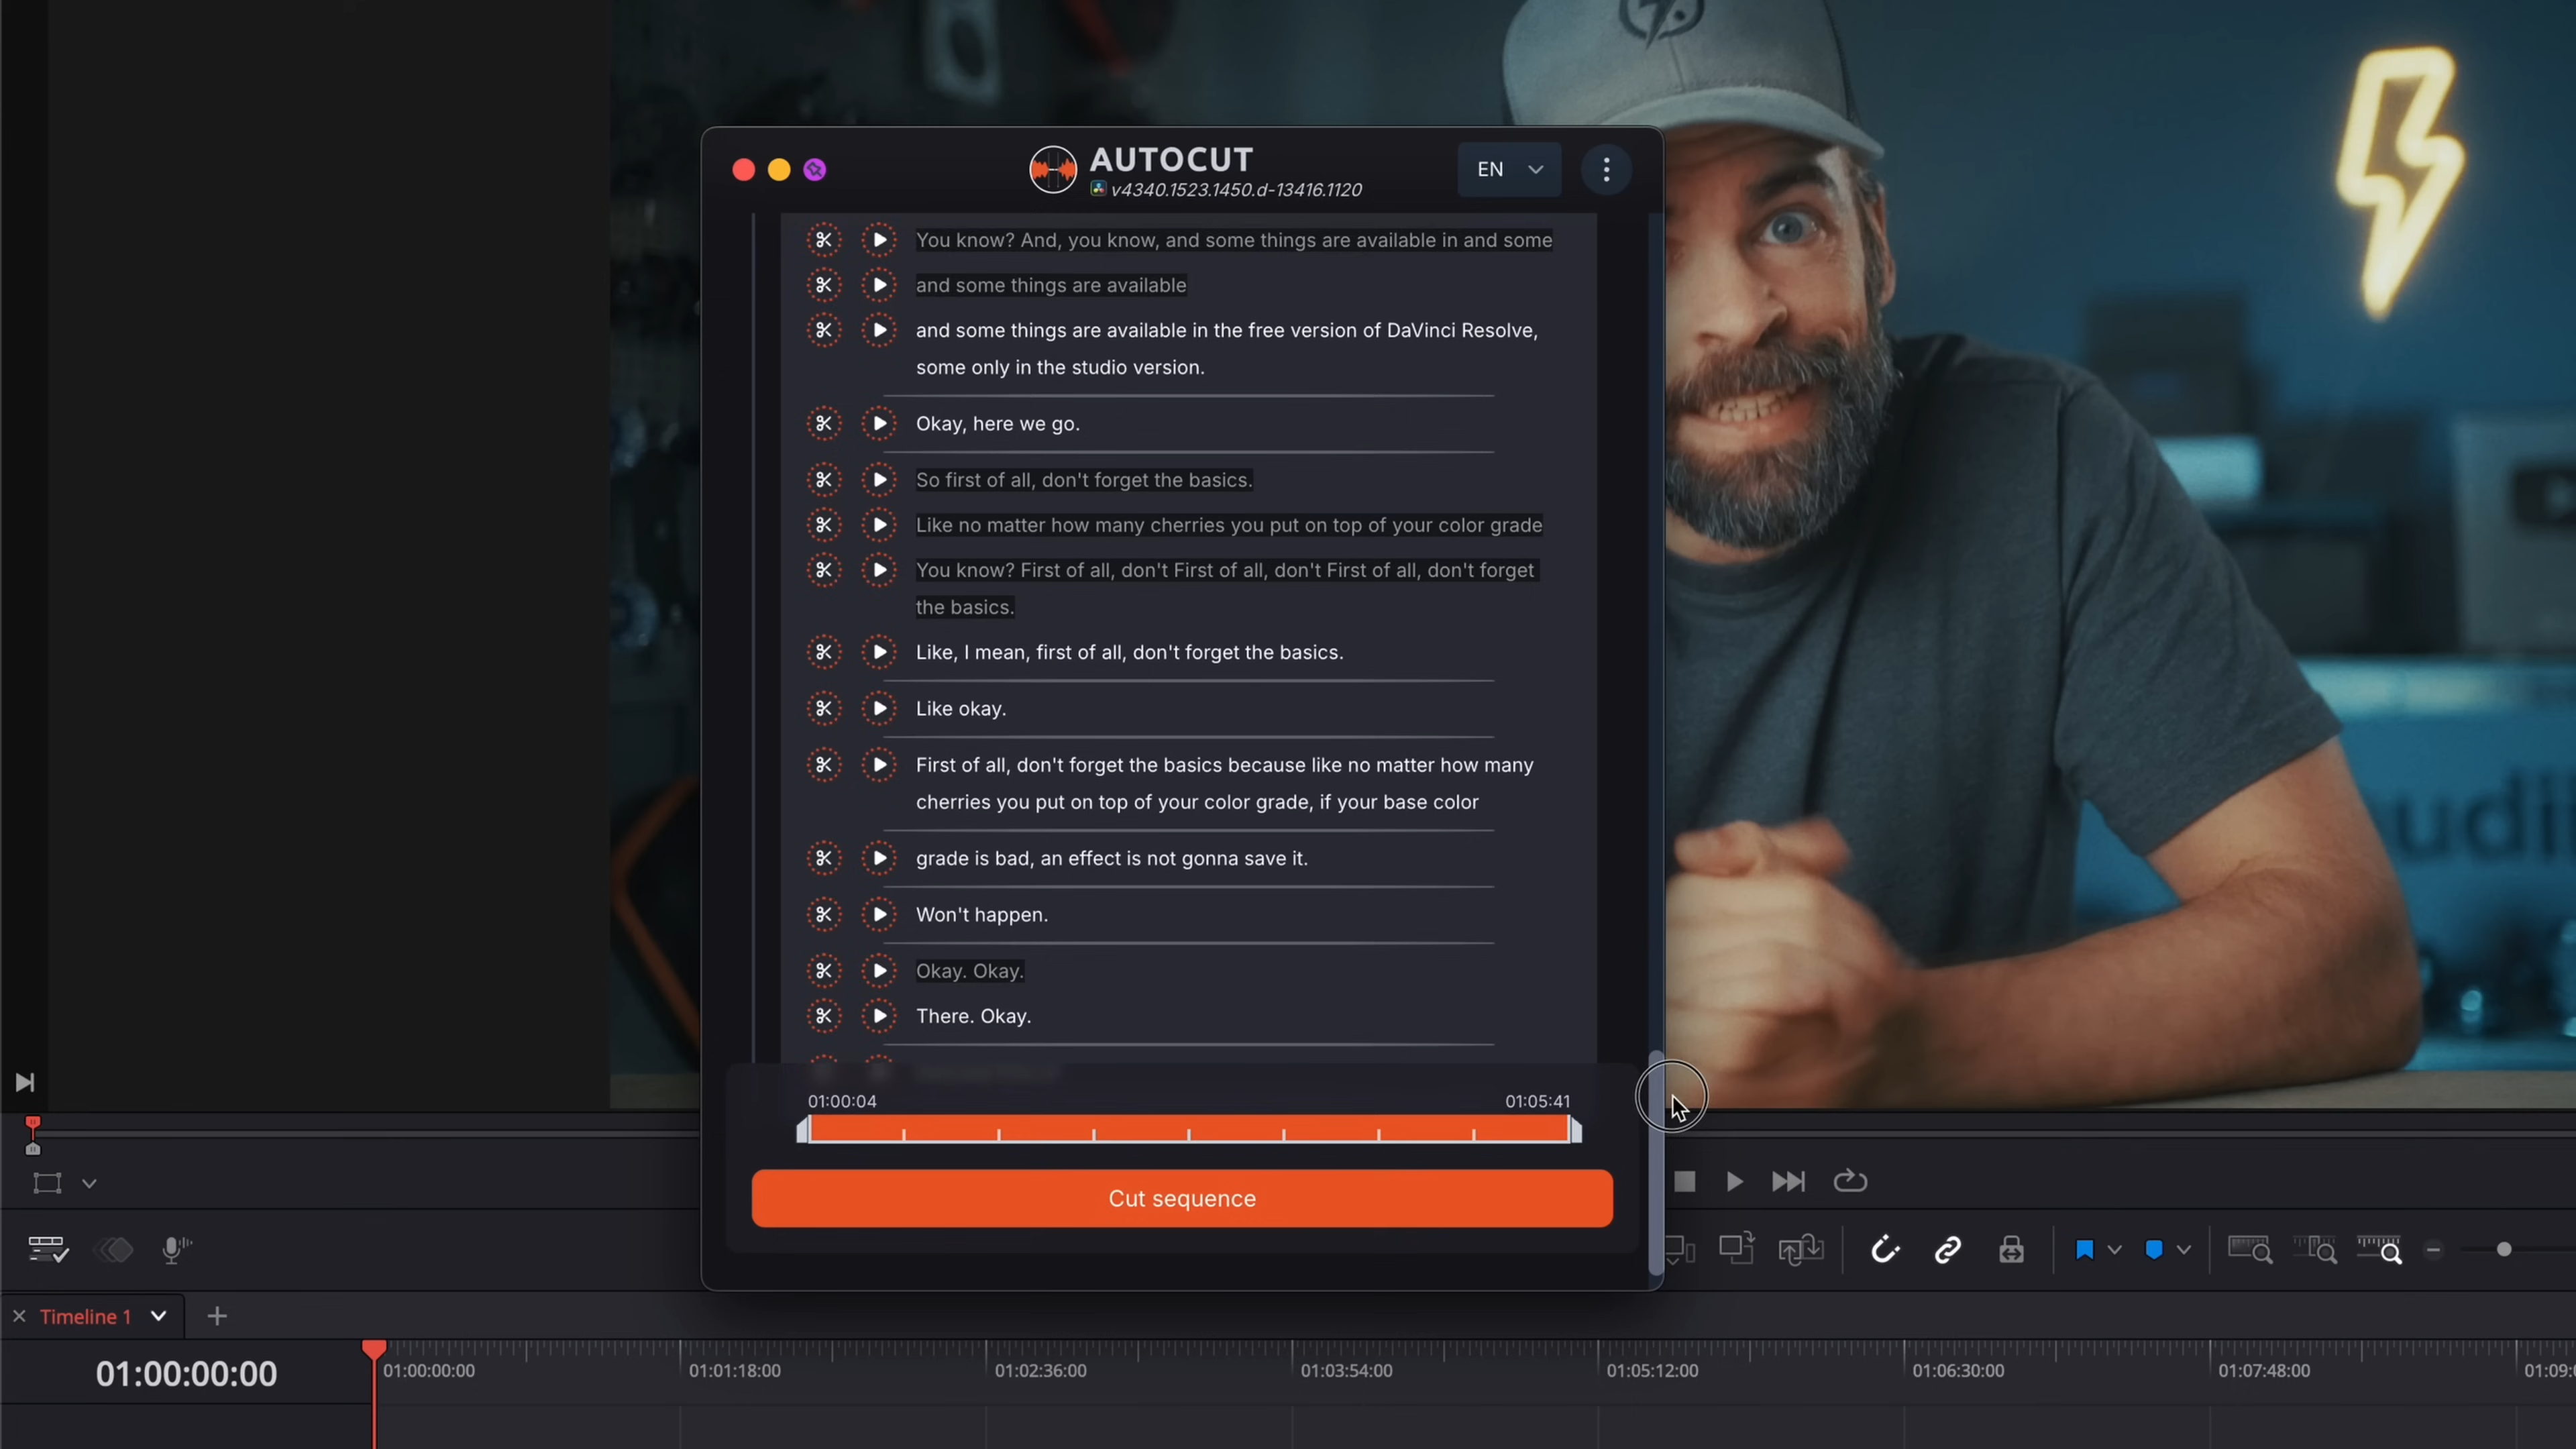 AUTOCUT
v4340.1523.1450.d-13416.1120
EN
You know? And, you know, and some things are available in and some
and some things are available
and some things are available in the free version of DaVinci Resolve,
some only in the studio version.
Okay, here we go.
So first of all, don't forget the basics.
Like no matter how many cherries you put on top of your color grade
You know? First of all, don't First of all, don't First of all, don't forget
the basics.
Like, I mean, first of all, don't forget the basics.
Like okay.
First of all, don't forget the basics because like no matter how many
cherries you put on top of your color grade, if your base color
grade is bad, an effect is not gonna save it.
Won't happen.
Okay. Okay.
There. Okay.
01:00:04
01:05:41
Cut sequence
Timeline 1
01:00:00:00
01:00:00:00
01:01:18:00
01:02:36:00
01:03:54:00
01:05:12:00
01:06:30:00
01:07:48:00
01:09:0